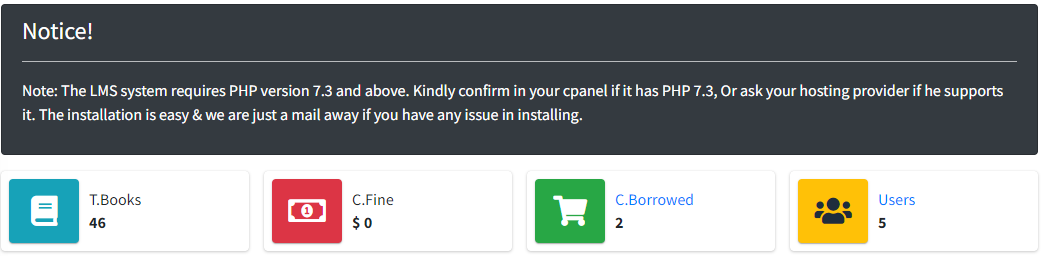 Notice!
Note: The LMS system requires PHP version 7.3 and above. Kindly confirm in your cpanel if it has PHP 7.3, Or ask your hosting provider if he supports
it. The installation is easy & we are just a mail away if you have any issue in installing.
T.Books
46
1
C.Fine
$ 0
C.Borrowed
2
Users
5